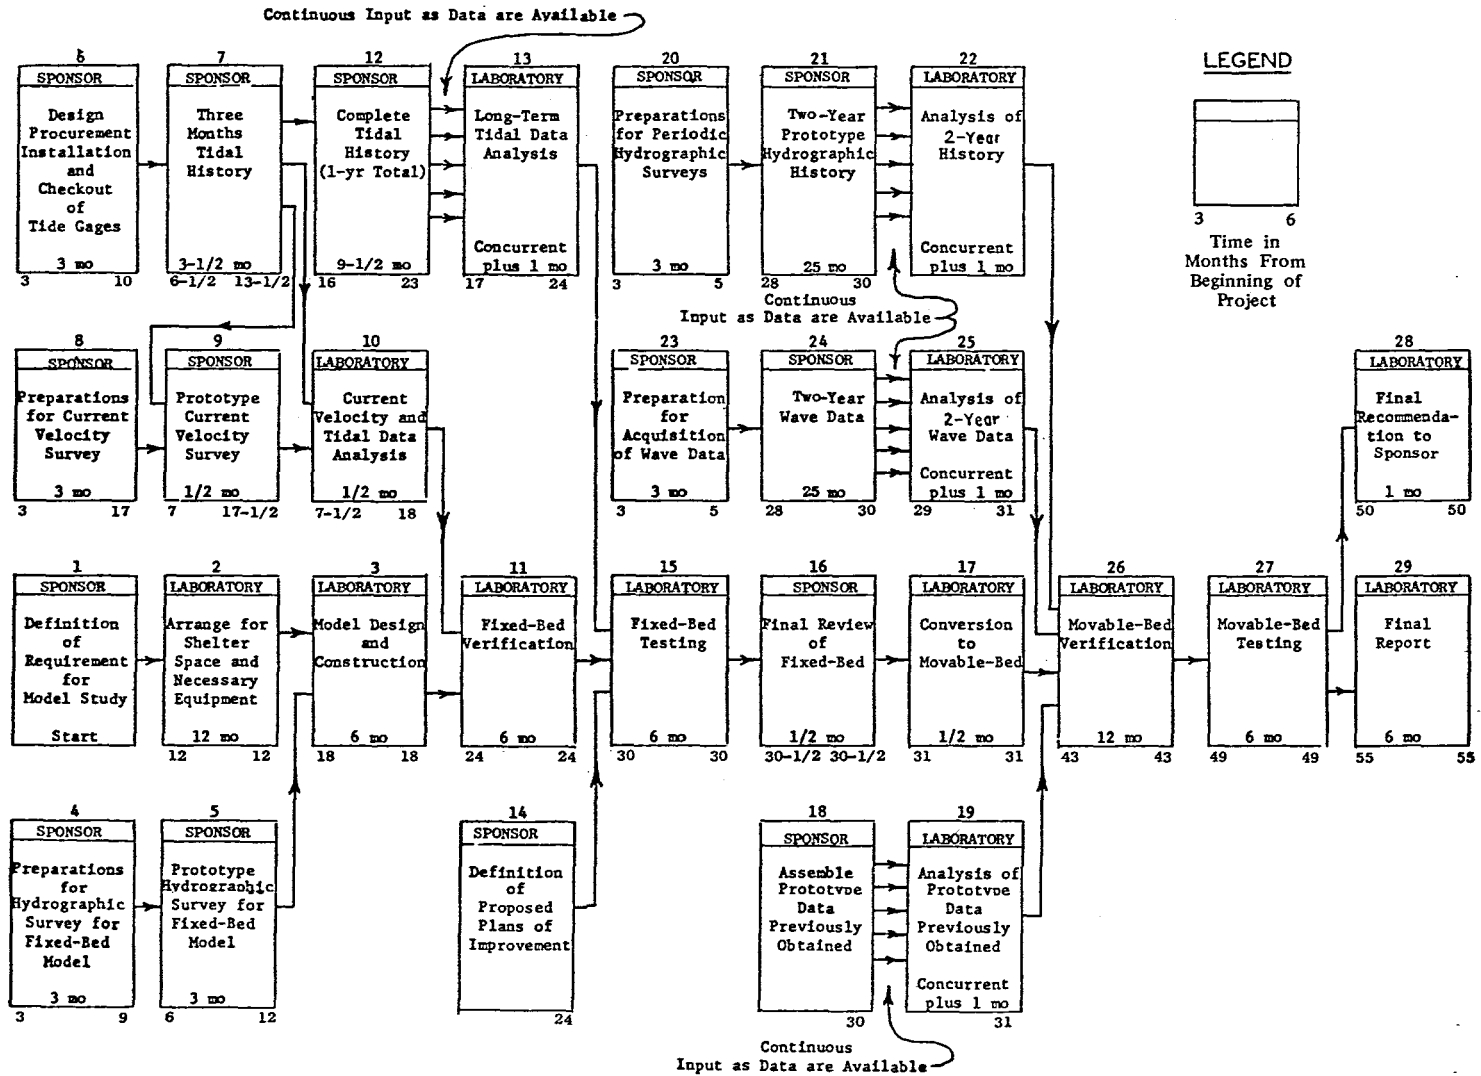 Continuous Input as Data are Available
6
SPONSOR
Design
Procurement
Installation
and
Checkout
of
Tide Gages
3 mo
3 10
7
SPONSOR
Three
Months
Tidal
History
3-1/2 mo
6-1/2 13-1/2
12
SPONSOR
Complete
Tidal
History
(1-yr Total)
9-1/2 mo
16 23
13
LABORATORY
Long-Term
Tidal Data
Analysis
Concurrent
plus 1 mo
17 24
20
SPONSOR
Preparations
for Periodic
Hydrographic
Surveys
3 mo
3 5
21
SPONSOR
Two-Year
Prototype
Hydrographic
History
25 mo
28 30
22
LABORATORY
Analysis of
2-Year
History
Concurrent
plus 1 mo
LEGEND
3 6
Time in
Months From
Beginning of
Project
Continuous
Input as Data are Available
8
SPONSOR
Preparations
for Current
Velocity
Survey
3 mo
3 17
9
SPONSOR
Prototype
Current
Velocity
Survey
1/2 mo
7 17-1/2
10
LABORATORY
Current
Velocity and
Tidal Data
Analysis
1/2 mo
7-1/2 18
23
SPONSOR
Preparation
for
Acquisition
of Wave Data
3 mo
3 5
24
SPONSOR
Two-Year
Wave Data
25 mo
28 30
25
LABORATORY
Analysis of
2-Year
Wave Data
Concurrent
plus 1 mo
29 31
28
LABORATORY
Final
Recommenda-
tion to
Sponsor
1 mo
50 50
1
SPONSOR
Definition
of
Requirement
for
Model Study
Start
2
LABORATORY
Arrange for
Shelter
Space and
Necessary
Equipment
12 mo
12 12
3
LABORATORY
Model Design
and
Construction
6 mo
18 18
11
LABORATORY
Fixed-Bed
Verification
6 mo
24 24
15
LABORATORY
Fixed-Bed
Testing
6 mo
30 30
16
SPONSOR
Final Review
of
Fixed-Bed
1/2 mo
30-1/2 30-1/2
17
LABORATORY
Conversion
to
Movable-Bed
1/2 mo
31 31
26
LABORATORY
Movable-Bed
Verification
12 mo
43 43
27
LABORATORY
Movable-Bed
Testing
6 mo
49 49
29
LABORATORY
Final
Report
6 mo
55 55
4
SPONSOR
Preparations
for
Hydrographic
Survey for
Fixed-Bed
Model
3 mo
3 9
5
SPONSOR
Prototype
Hydrographic
Survey for
Fixed-Bed
Model
3 mo
6 12
14
SPONSOR
Definition
of
Proposed
Plans of
Improvement
24
18
SPONSOR
Assemble
Prototype
Data
Previously
Obtained
30
19
LABORATORY
Analysis of
Prototype
Data
Previously
Obtained
Concurrent
plus 1 mo
31
Continuous
Input as Data are Available